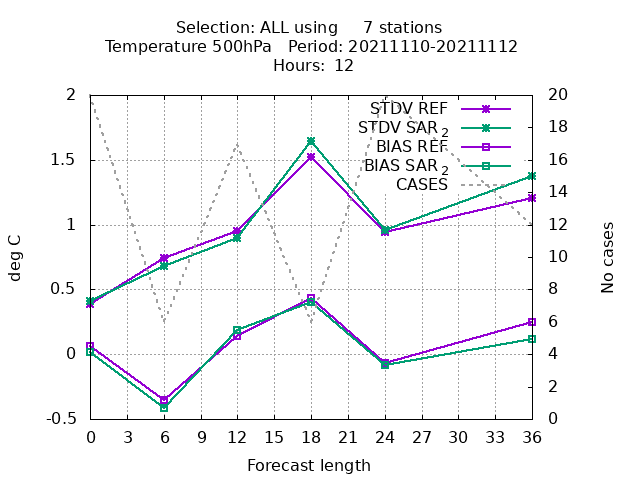 Selection: ALL using 7 stations
Temperature 500hPa Period: 20211110-20211112
Hours: 12
STDV REF
STDV SAR2
BIAS REF
BIAS SAR2
CASES
2
1.5
1
0.5
0
-0.5
20
18
16
14
12
10
8
6
4
2
0
deg C
No cases
0 3 6 9 12 15 18 21 24 27 30 33 36
Forecast length